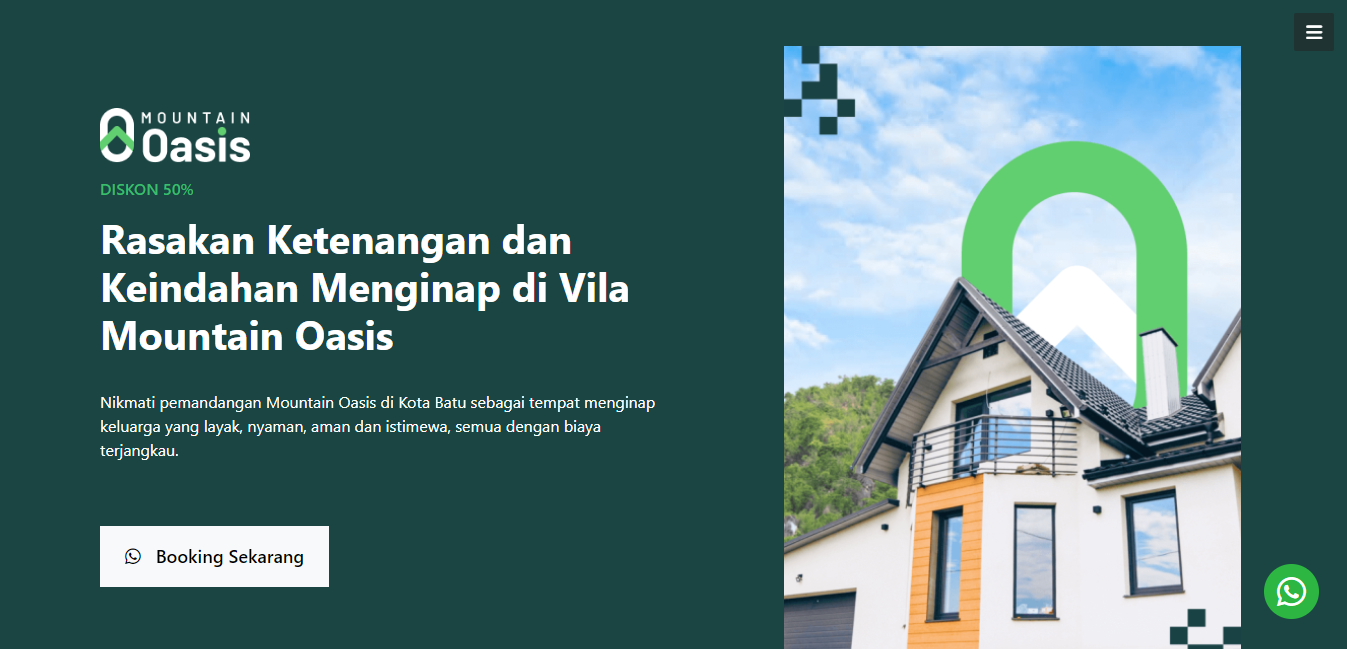 MOUNTAIN
Oasis
DISKON 50%
Rasakan Ketenangan dan
Keindahan Menginap di Vila
Mountain Oasis
Nikmati pemandangan Mountain Oasis di Kota Batu sebagai tempat menginap
keluarga yang layak, nyaman, aman dan istimewa, semua dengan biaya
terjangkau.
Booking Sekarang